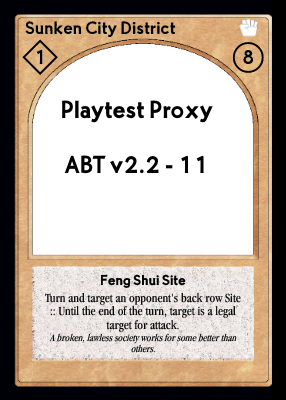 Sunken City District
1
8
Playtest Proxy
ABT v2.2 - 11
Feng Shui Site
Turn and target an opponent's back row Site
:: Until the end of the turn, target is a legal
target for attack.
A broken, lawless society works for some better than
others.